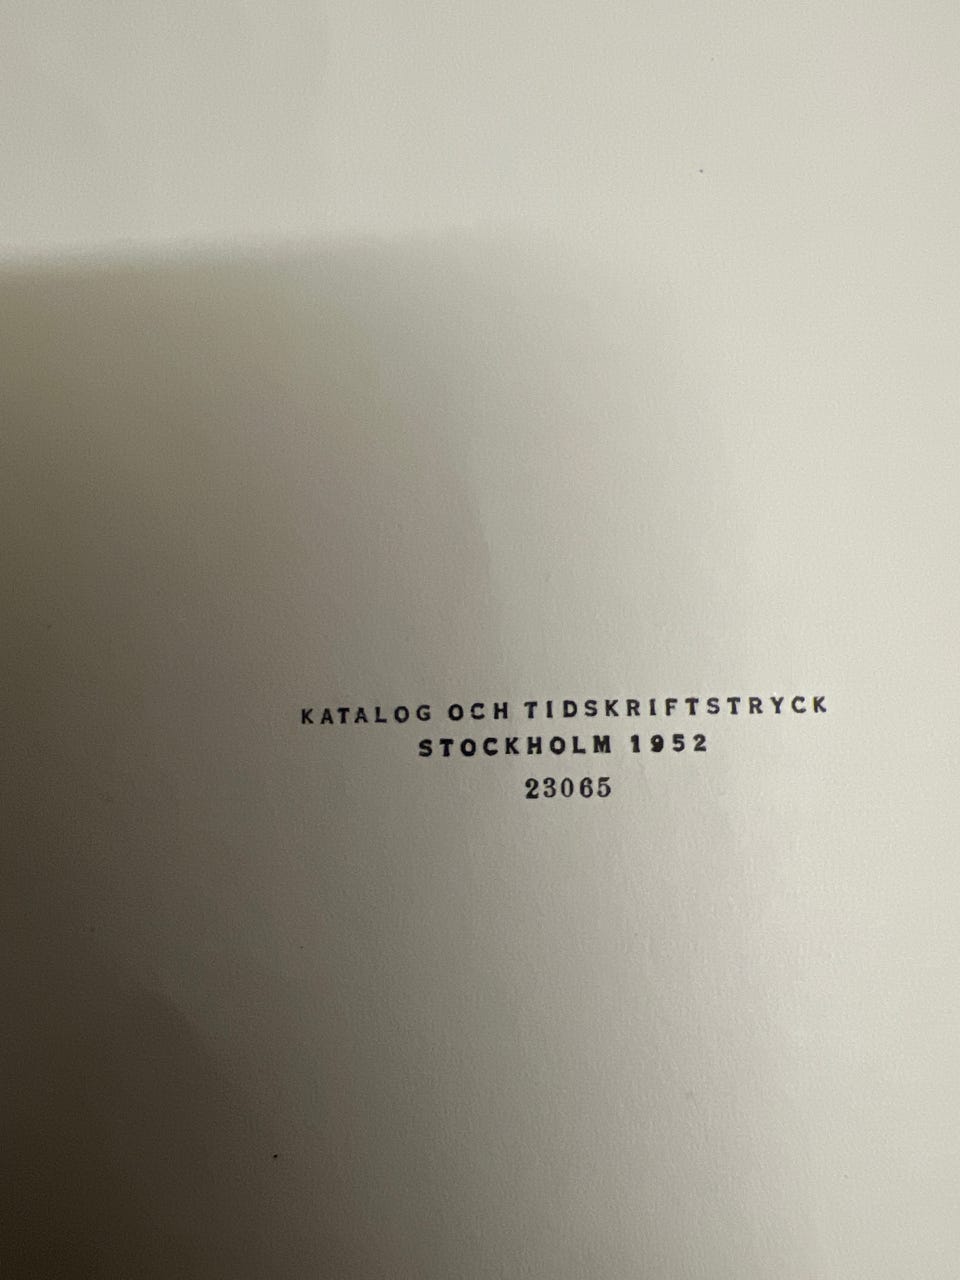 KATALOG OCH TIDSKRIFTSTRYCK
STOCKHOLM 1952
23065